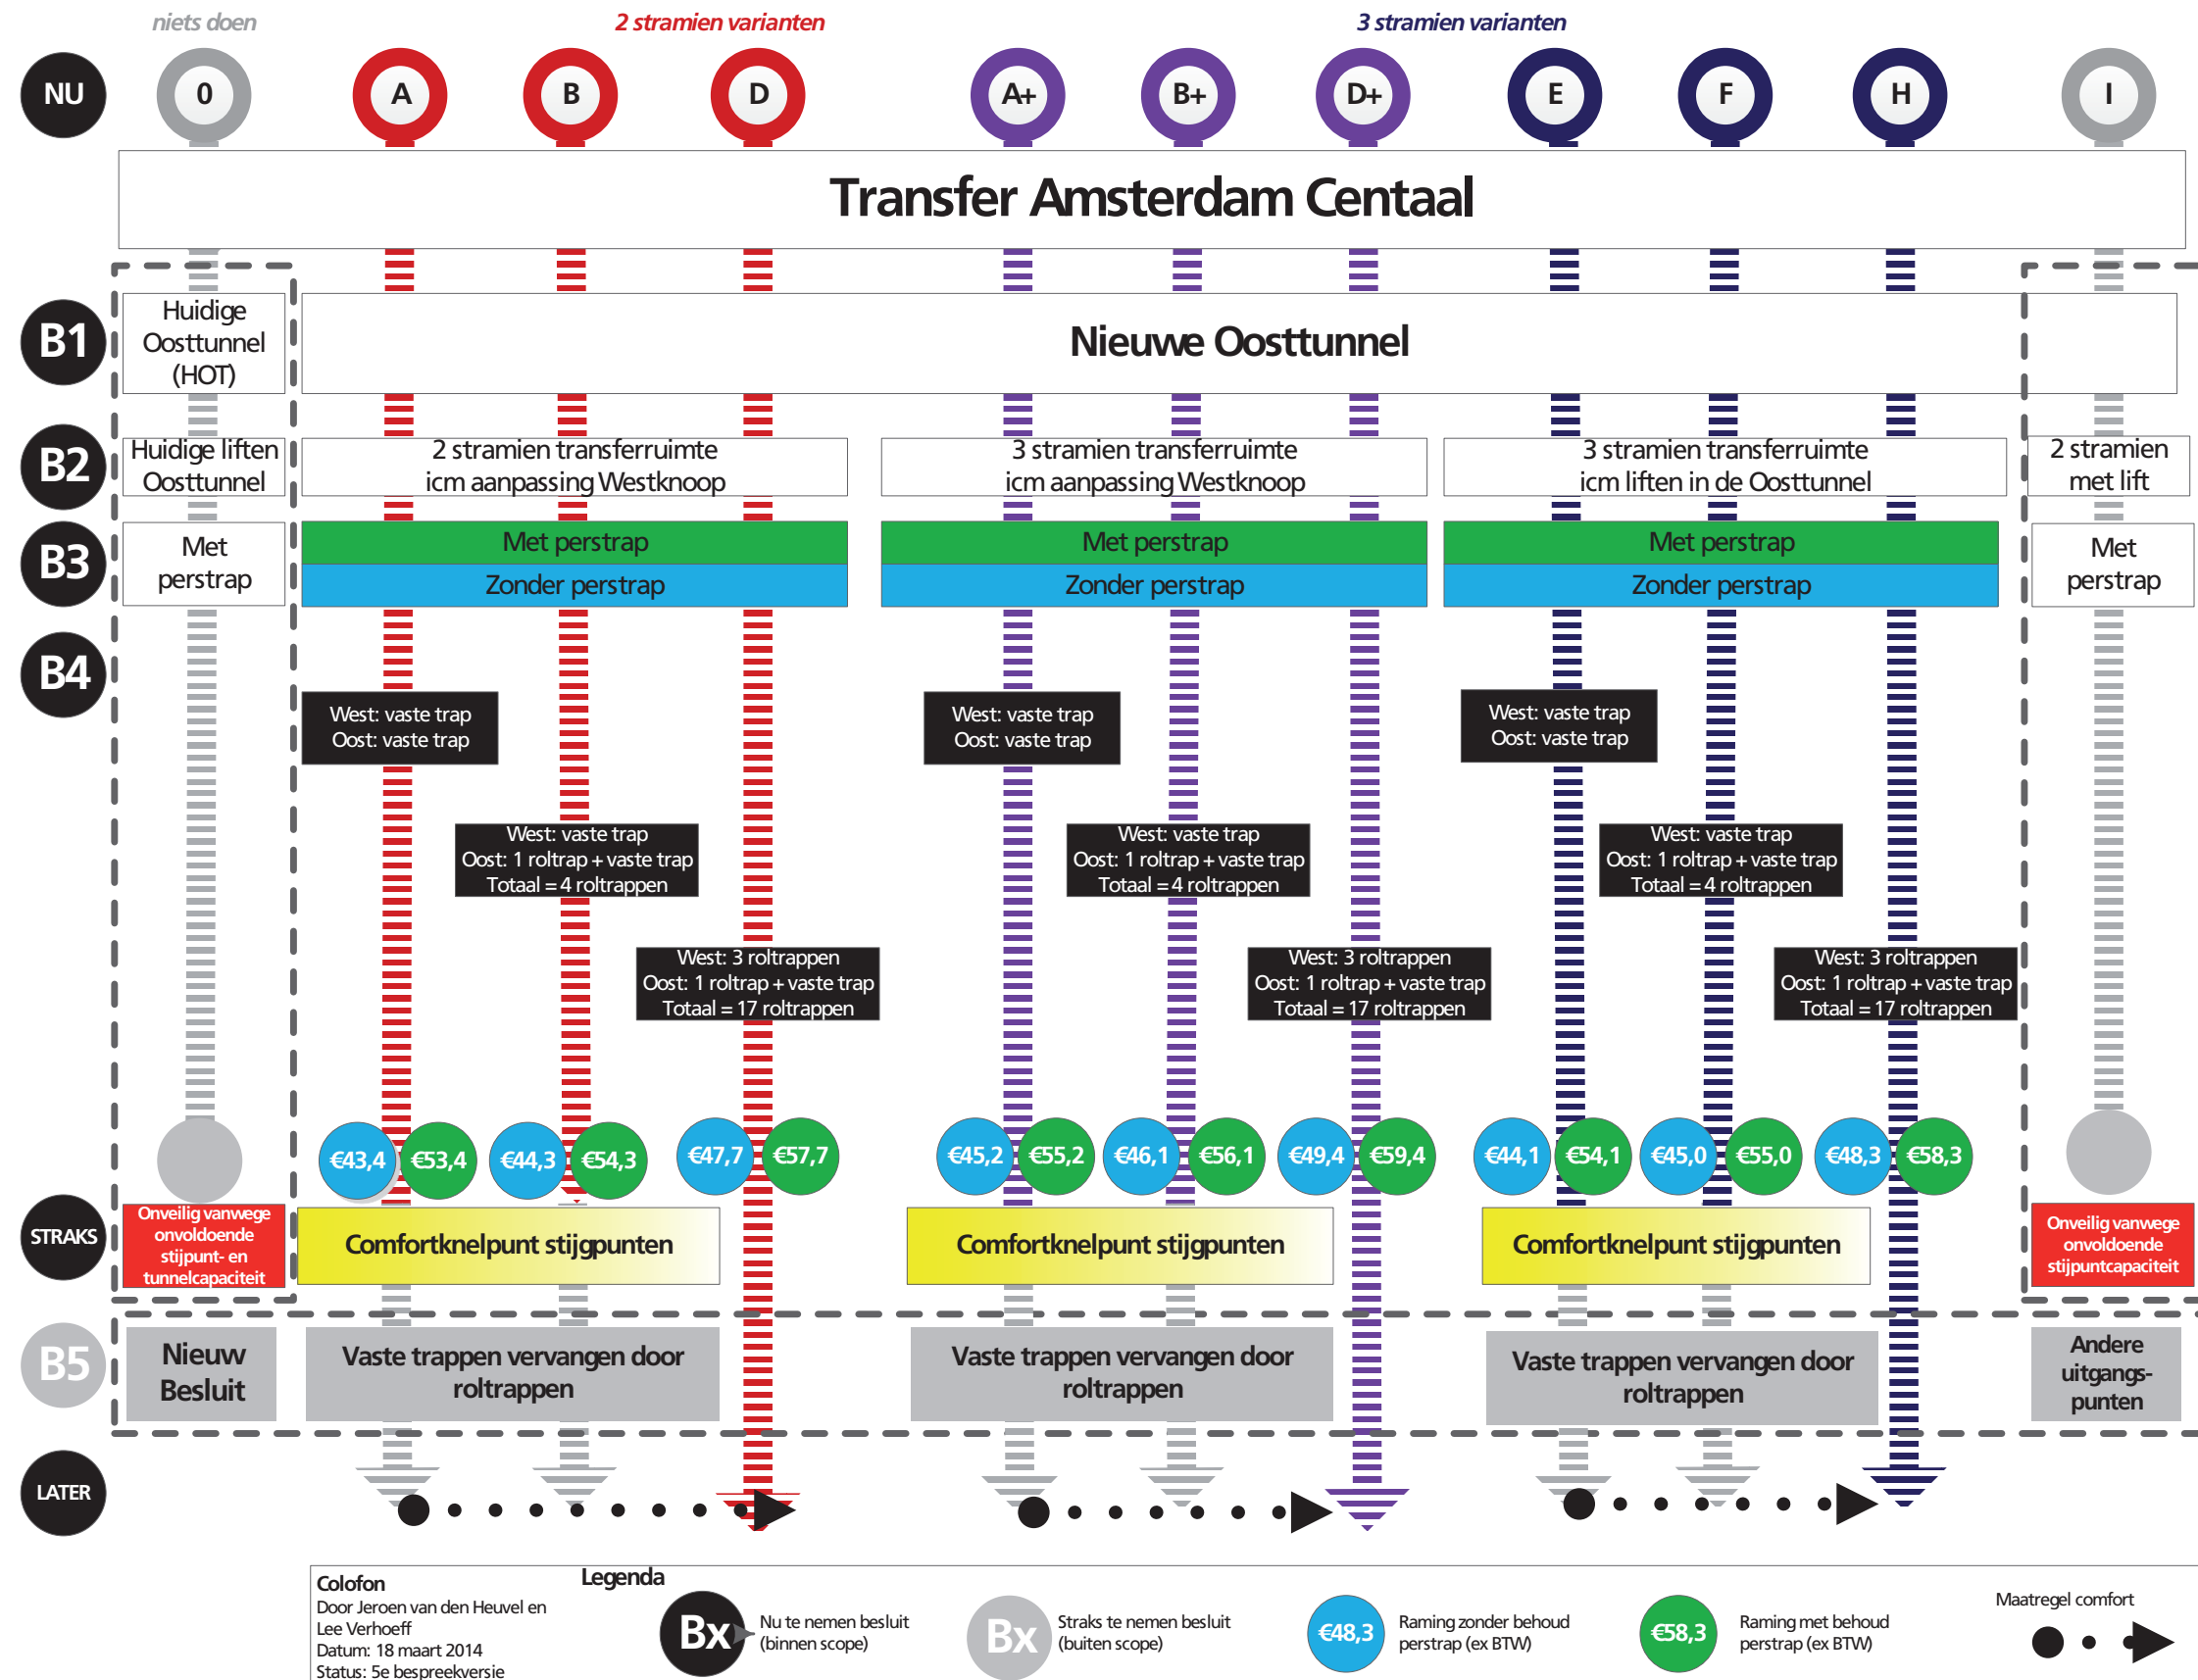 niets doen
2 stramien varianten
3 stramien varianten
NU
0
A
B
D
A+
B+
D+
E
F
H
I
Transfer Amsterdam Centaal
B1
Huidige
Oosttunnel
(HOT)
Nieuwe Oosttunnel
B2
Huidige liften
Oosttunnel
2 stramien transferruimte
icm aanpassing Westknoop
3 stramien transferruimte
icm aanpassing Westknoop
3 stramien transferruimte
icm liften in de Oosttunnel
2 stramien
met lift
B3
Met
perstrap
Met perstrap
Zonder perstrap
Met perstrap
Zonder perstrap
Met perstrap
Zonder perstrap
Met
perstrap
B4
West: vaste trap
Oost: vaste trap
West: vaste trap
Oost: vaste trap
West: vaste trap
Oost: vaste trap
West: vaste trap
Oost: 1 roltrap + vaste trap
Totaal = 4 roltrappen
West: vaste trap
Oost: 1 roltrap + vaste trap
Totaal = 4 roltrappen
West: vaste trap
Oost: 1 roltrap + vaste trap
Totaal = 4 roltrappen
West: 3 roltrappen
Oost: 1 roltrap + vaste trap
Totaal = 17 roltrappen
West: 3 roltrappen
Oost: 1 roltrap + vaste trap
Totaal = 17 roltrappen
West: 3 roltrappen
Oost: 1 roltrap + vaste trap
Totaal = 17 roltrappen
€43,4
€53,4
€44,3
€54,3
€47,7
€57,7
€45,2
€55,2
€46,1
€56,1
€49,4
€59,4
€44,1
€54,1
€45,0
€55,0
€48,3
€58,3
STRAKS
Onveilig vanwege
onvoldoende
stijpunt- en
tunnelcapaciteit
Comfortknelpunt stijgpunten
Comfortknelpunt stijgpunten
Comfortknelpunt stijgpunten
Onveilig vanwege
onvoldoende
stijpuntcapaciteit
B5
Nieuw
Besluit
Vaste trappen vervangen door
roltrappen
Vaste trappen vervangen door
roltrappen
Vaste trappen vervangen door
roltrappen
Andere
uitgangs-
punten
LATER
Colofon
Door Jeroen van den Heuvel en
Lee Verhoeff
Datum: 18 maart 2014
Status: 5e bespreekversie
Legenda
Bx
Nu te nemen besluit
(binnen scope)
Bx
Straks te nemen besluit
(buiten scope)
€48,3
Raming zonder behoud
perstrap (ex BTW)
€58,3
Raming met behoud
perstrap (ex BTW)
Maatregel comfort